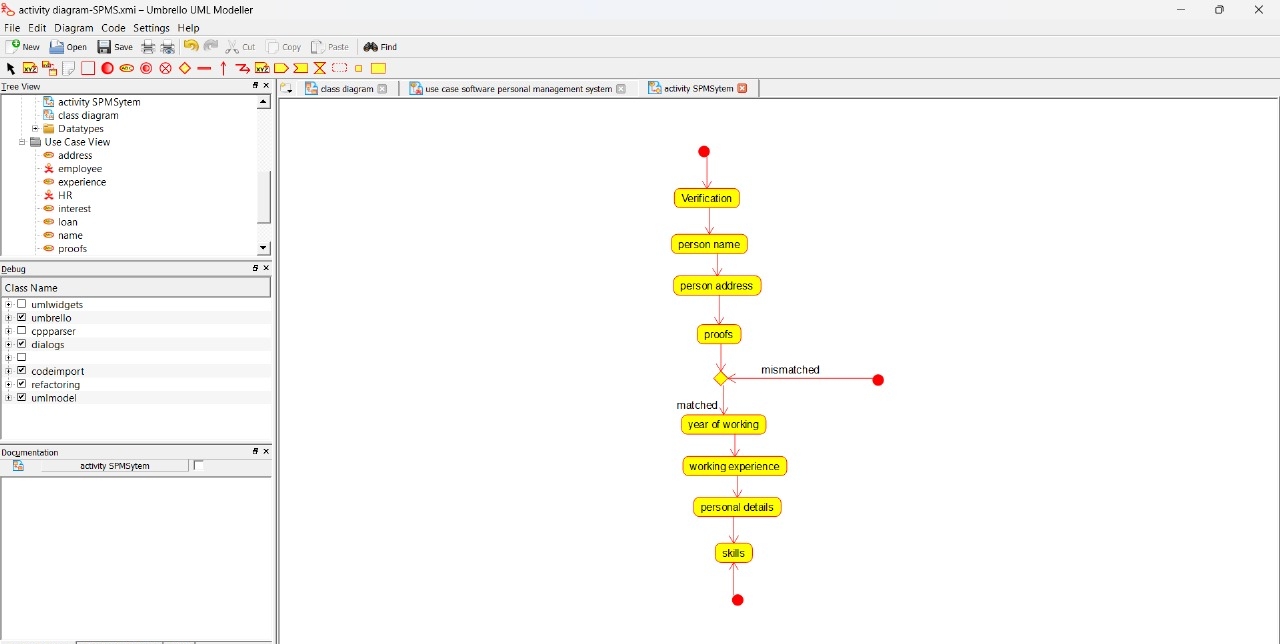 activity diagram-SPMS.xmi – Umbrello UML Modeller
File Edit Diagram Code Settings Help
New Open Save Cut Copy Paste Find
Tree View
activity SPMSytem
class diagram
Datatypes
Use Case View
address
employee
experience
HR
interest
loan
name
proofs
Debug
Class Name
umlwidgets
umbrello
cppparser
dialogs
codeimport
refactoring
umlmodel
Documentation
activity SPMSytem
class diagram use case software personal management system activity SPMSytem
Verification
person name
person address
proofs
mismatched
matched
year of working
working experience
personal details
skills